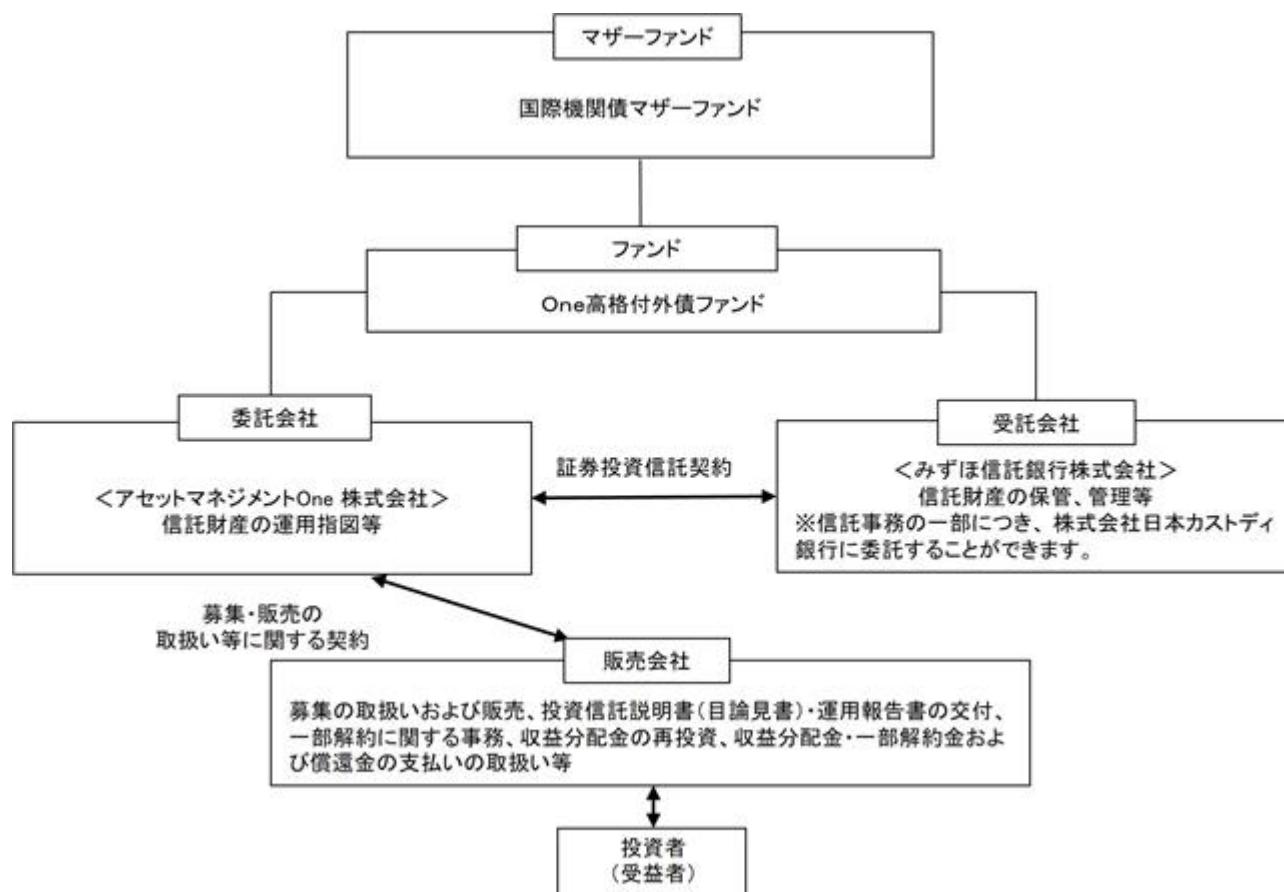 マザーファンド
国際機関債マザーファンド
ファンド
One高格付外債ファンド
委託会社
<アセットマネジメントOne 株式会社>
信託財産の運用指図等
証券投資信託契約
受託会社
<みずほ信託銀行株式会社>
信託財産の保管、管理等
※信託事務の一部につき、株式会社日本カストディ
銀行に委託することができます。
募集・販売の
取扱い等に関する契約
販売会社
募集の取扱いおよび販売、投資信託説明書(目論見書)・運用報告書の交付、
一部解約に関する事務、収益分配金の再投資、収益分配金・一部解約金およ
び償還金の支払いの取扱い等
投資者
(受益者)